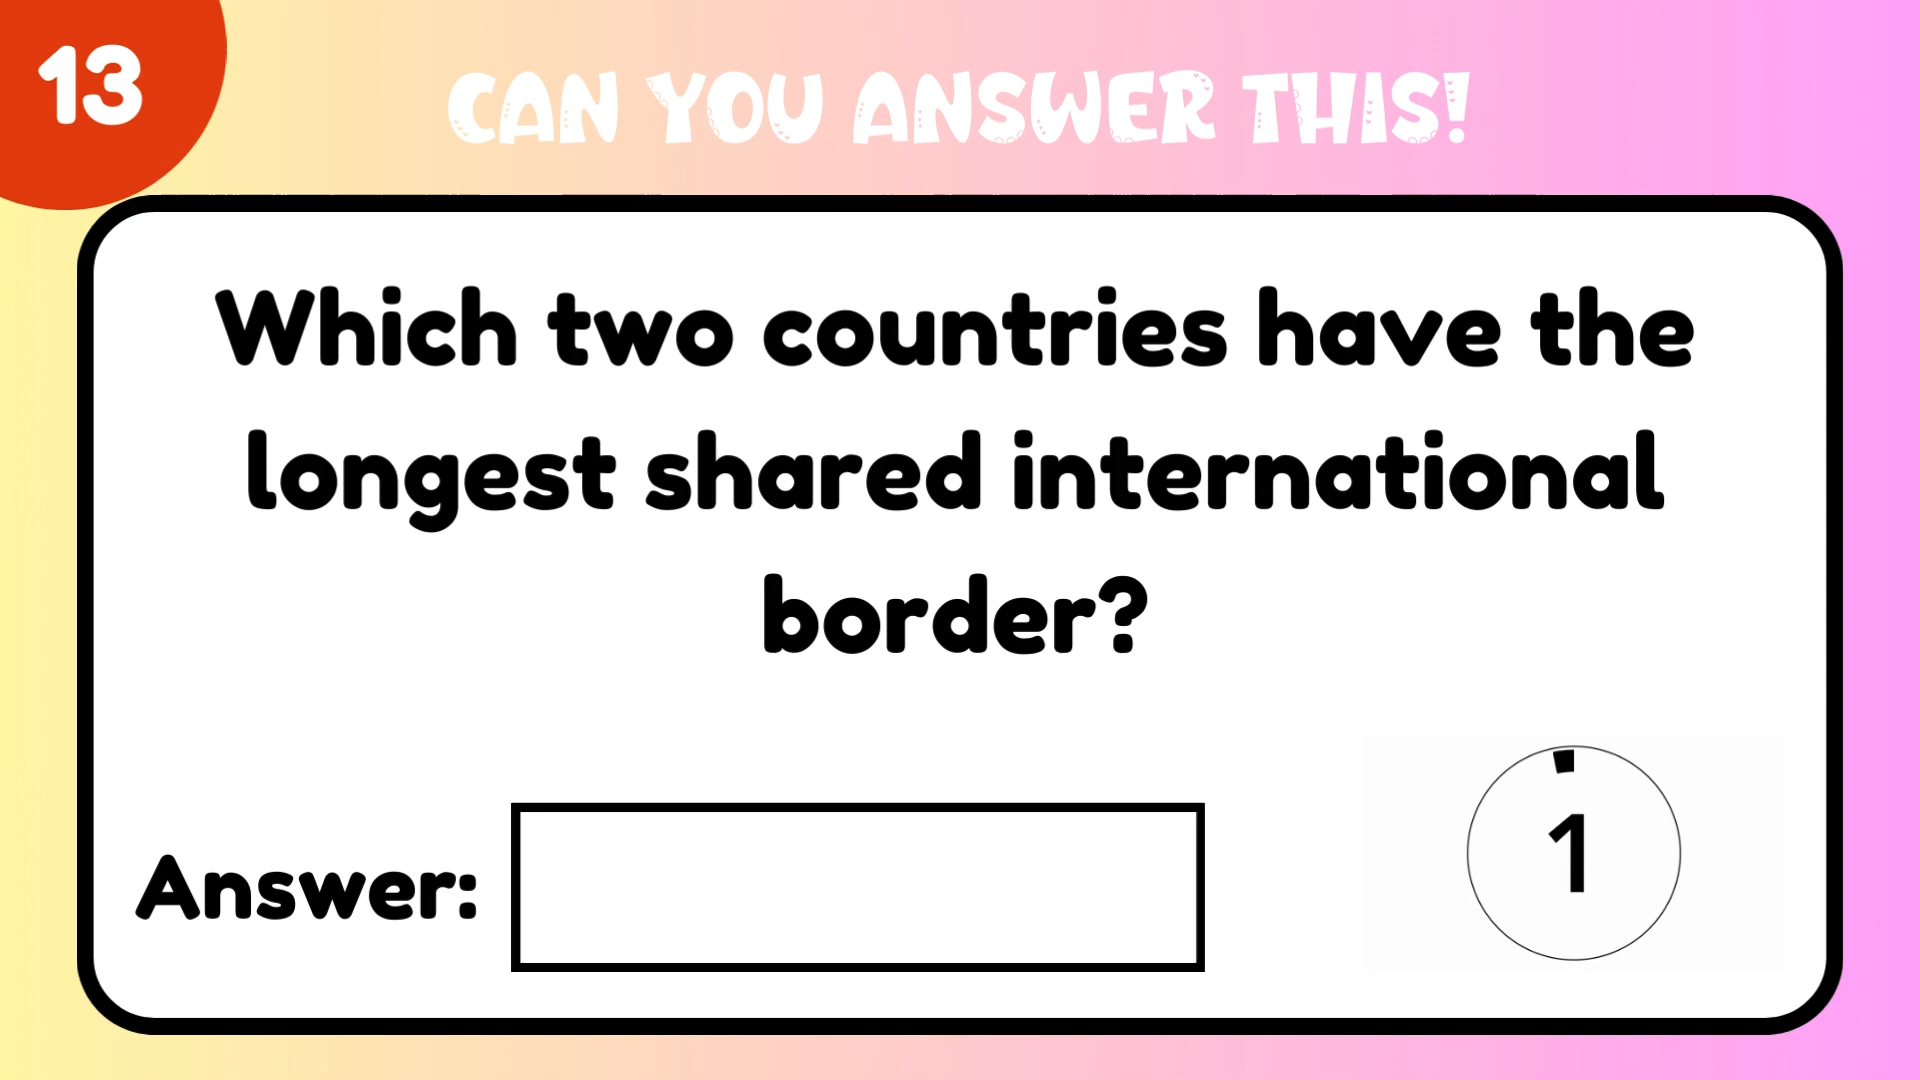 13
CAN YOU ANSWER THIS!
Which two countries have the
longest shared international
border?
Answer:
1